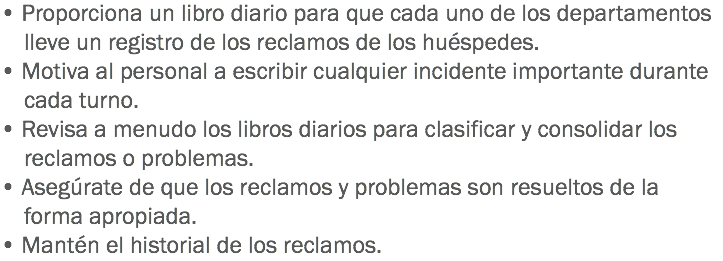 • Proporciona un libro diario para que cada uno de los departamentos
lleve un registro de los reclamos de los huéspedes.
• Motiva al personal a escribir cualquier incidente importante durante
cada turno.
• Revisa a menudo los libros diarios para clasificar y consolidar los
reclamos o problemas.
• Asegúrate de que los reclamos y problemas son resueltos de la
forma apropiada.
• Mantén el historial de los reclamos.